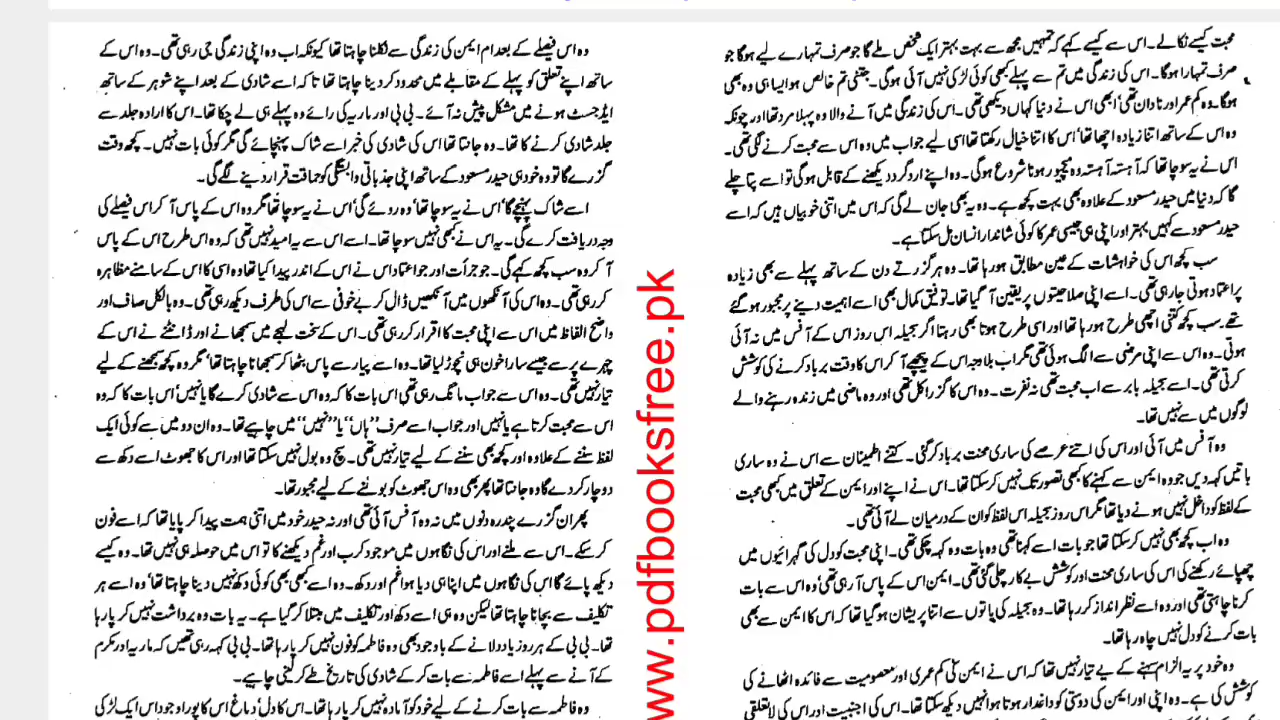 محبت کیسے نکالے۔ اس سے کیسے کہے کہ تمہیں مجھ سے بہت بہتر ایک شخص ملے گا جو صرف تمہارے لیے ہوگا جو
صرف تمہارا ہوگا۔ اس کی زندگی میں تم سے پہلے کبھی کوئی لڑکی نہیں آئی ہوگی۔ جتنی تم خالص ہو ایسا ہی وہ بھی
ہوگا۔ وہ کم عمر اور نادان تھی‘ ابھی اس نے دنیا کہاں دیکھی تھی۔ اس کی زندگی میں آنے والا وہ پہلا مرد تھا اور چونکہ
وہ اس کے ساتھ اتنا زیادہ اچھا تھا‘ اس کا اتنا خیال رکھتا تھا اسی لیے جواب میں وہ اس سے محبت کرنے لگی تھی۔
اس نے یہ سوچا تھا کہ آہستہ آہستہ وہ میچیور ہونا شروع ہوگی۔ وہ اپنے ارد گرد دیکھنے کے قابل ہوگی تو اسے پتا چلے
گا کہ دنیا میں حیدر مسعود کے علاوہ بھی بہت کچھ ہے۔ وہ یہ بھی جان لے گی کہ اس میں اتنی خوبیاں ہیں کہ اسے
حیدر مسعود سے کہیں بہتر اور اپنی ہی جیسی عمر کا کوئی شاندار انسان مل سکتا ہے۔
سب کچھ اس کی خواہشات کے عین مطابق ہو رہا تھا۔ وہ ہر گزرتے دن کے ساتھ پہلے سے بھی زیادہ
پراعتماد ہوتی جا رہی تھی۔ اسے اپنی صلاحیتوں پر یقین آ گیا تھا۔ توفیق کمال بھی اسے اہمیت دینے پر مجبور ہو گئے
تھے۔ سب کچھ کتنی اچھی طرح ہو رہا تھا اور اسی طرح ہوتا بھی رہتا اگر بجیلہ اس روز اس کے آفس میں نہ آئی
ہوتی۔ وہ اس سے اپنی مرضی سے الگ ہوئی تھی مگر اب بلاوجہ اس کے پیچھے آ کر اس کا وقت برباد کرنے کی کوشش
کرتی تھی۔ اسے بجیلہ بابر سے اب محبت تھی نہ نفرت۔ وہ اس کا گزرا کل تھی اور وہ ماضی میں زندہ رہنے والے
لوگوں میں سے نہیں تھا۔
وہ آفس میں آئی اور اس کی اتنے عرصے کی ساری محنت برباد کر گئی۔ کتنے اطمینان سے اس نے وہ ساری
باتیں کہہ دیں جو وہ ایمن سے کہنے کا کبھی تصور تک نہیں کر سکتا تھا۔ اس نے اپنے اور ایمن کے تعلق میں کبھی محبت
کے لفظ کو داخل نہیں ہونے دیا تھا مگر اس روز بجیلہ اس لفظ کو ان کے درمیان لے آئی تھی۔
وہ اب کچھ بھی نہیں کر سکتا تھا جو بات اسے کہنا تھی وہ بات وہ کہہ چکی تھی۔ اپنی محبت کو دل کی گہرائیوں میں
چھپائے رکھنے کی اس کی ساری محنت اور کوشش بے کار چلی گئی تھی۔ ایمن اس کے پاس آ رہی تھی‘ وہ اس سے بات
کرنا چاہتی تھی اور وہ اسے نظر انداز کر رہا تھا۔ وہ بجیلہ کی باتوں سے اتنا پریشان ہو گیا تھا کہ اس کا ایمن سے بھی
بات کرنے کو دل نہیں چاہ رہا تھا۔
وہ خود پر یہ الزام سہنے کے لیے تیار نہیں تھا کہ اس نے ایمن کی کم عمری اور معصومیت سے فائدہ اٹھانے کی
کوشش کی ہے۔ وہ اپنی اور ایمن کی دوستی کو داغدار ہوتا ہوا نہیں دیکھ سکتا تھا۔ اس کی اجنبیت اور اس کی لاتعلقی
وہ اس فیصلے کے بعد ام ایمن کی زندگی سے نکلنا چاہتا تھا کیونکہ اب وہ اپنی زندگی جی رہی تھی۔ وہ اس کے
ساتھ اپنے تعلق کو پہلے کے مقابلے میں محدود کر دینا چاہتا تھا تاکہ اسے شادی کے بعد اپنے شوہر کے ساتھ
ایڈجسٹ ہونے میں مشکل پیش نہ آئے۔ بی بی اور ماریہ کی رائے وہ پہلے ہی لے چکا تھا۔ اس کا ارادہ جلد سے
جلد شادی کرنے کا تھا۔ وہ جانتا تھا اس کی شادی کی خبر اسے شاک پہنچائے گی مگر کوئی بات نہیں۔ کچھ وقت
گزرے گا تو وہ خود ہی حیدر مسعود کے ساتھ اپنی جذباتی وابستگی کو حماقت قرار دینے لگے گی۔
اسے شاک پہنچے گا‘ اس نے یہ سوچا تھا‘ وہ روئے گی‘ اس نے یہ سوچا تھا مگر وہ اس کے پاس آ کر اس فیصلے کی
وجہ دریافت کرے گی۔ یہ اس نے کبھی نہیں سوچا تھا۔ اسے اس سے یہ امید نہیں تھی کہ وہ اس طرح اس کے پاس
آ کر وہ سب کچھ کہے گی۔ جو جرأت اور جو اعتماد اس نے اس کے اندر پیدا کیا تھا وہ اسی کا اس کے سامنے مظاہرہ
کر رہی تھی۔ وہ اس کی آنکھوں میں آنکھیں ڈال کر بے خوفی سے اس کی طرف دیکھ رہی تھی۔ وہ بالکل صاف اور
واضح الفاظ میں اس سے اپنی محبت کا اقرار کر رہی تھی۔ اس کے سخت لہجے میں سمجھانے اور ڈانٹنے نے اس کے
چہرے پر سے جیسے سارا خون ہی نچوڑ لیا تھا۔ وہ اسے پیار سے پاس بٹھا کر سمجھانا چاہتا تھا‘ مگر وہ کچھ سمجھنے کے لیے
تیار نہیں تھی۔ وہ اس سے جواب مانگ رہی تھی اس بات کا کہ وہ اس سے شادی کرے گا یا نہیں‘ اس بات کا کہ وہ
اس سے محبت کرتا ہے یا نہیں اور جواب اسے صرف ’’ہاں‘‘ یا ’’نہیں‘‘ میں چاہیے تھا۔ وہ ان دو میں سے کوئی ایک
لفظ سننے کے علاوہ اور کچھ بھی سننے کے لیے تیار نہیں تھی۔ سچ وہ بول نہیں سکتا تھا اور اس کا جھوٹ اسے دکھ سے
دوچار کر دے گا وہ جانتا تھا پھر بھی وہ اس جھوٹ کو بولنے کے لیے مجبور تھا۔
پھر ان گزرے پندرہ دنوں میں نہ وہ آفس آئی تھی اور نہ حیدر خود میں اتنی ہمت پیدا کر پایا تھا کہ اسے فون
کر سکے۔ اس سے ملنے اور اس کی نگاہوں میں موجود کرب اور غم دیکھنے کا تو اس میں حوصلہ ہی نہیں تھا۔ وہ کیسے
دیکھ پائے گا اس کی نگاہوں میں اپنا ہی دیا ہوا غم اور دکھ۔ وہ اسے کبھی بھی کوئی دکھ نہیں دینا چاہتا تھا‘ وہ اسے ہر
تکلیف سے بچانا چاہتا تھا لیکن وہ ہی اسے دکھ اور تکلیف میں مبتلا کر گیا ہے۔ یہ بات وہ برداشت نہیں کر پا رہا
تھا۔ بی بی کے ہر روز یاد دلانے کے باوجود بھی وہ فاطمہ کو فون نہیں کر پا رہا تھا۔ بی بی کہہ رہی تھیں کہ ماریہ اور مکرم
کے آنے سے پہلے اسے فاطمہ سے بات کر کے شادی کی تاریخ طے کر لینی چاہیے۔
وہ فاطمہ سے بات کرنے کے لیے خود کو آمادہ نہیں کر پا رہا تھا۔ اس کا دل‘ دماغ اس کا پورا وجود اس ایک لڑکی
www.pdfbooksfree.pk